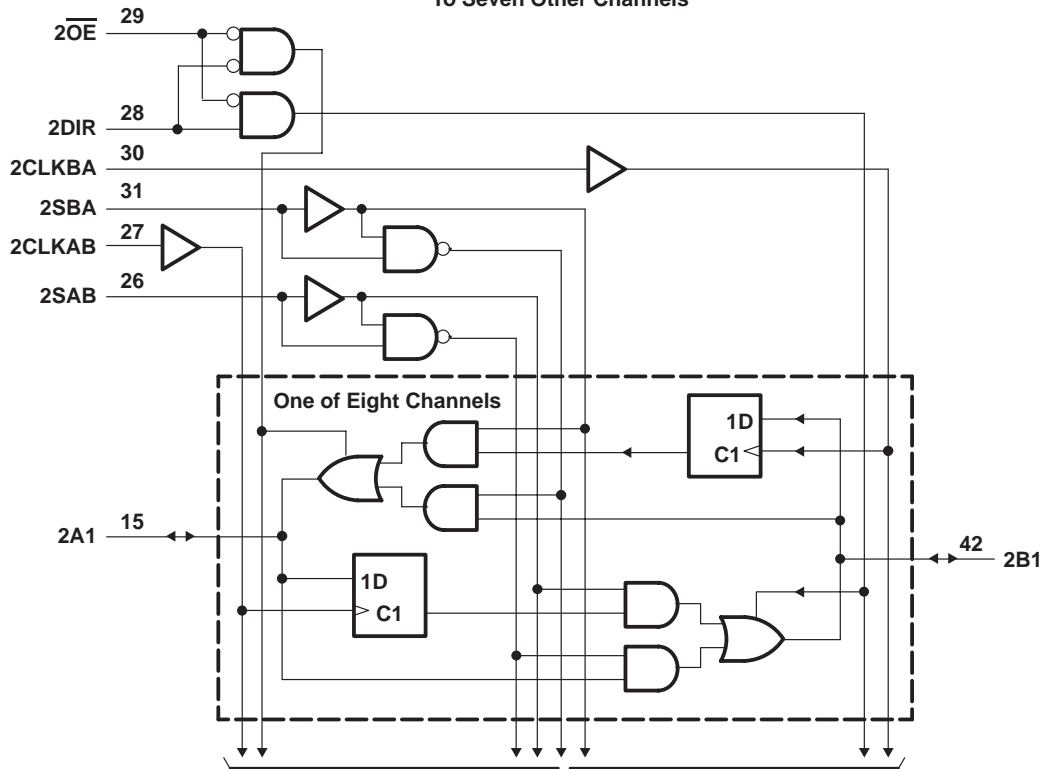 To Seven Other Channels
2O̅E̅ 29
2DIR 28
2CLKBA 30
2SBA 31
2CLKAB 27
2SAB 26
One of Eight Channels
1D
C1
2A1 15
42 2B1
1D
C1